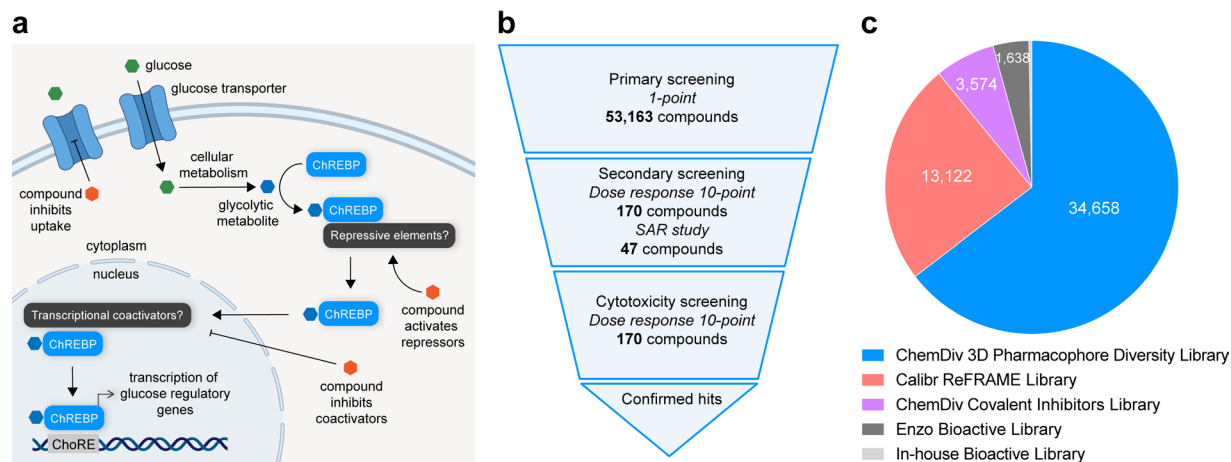 a
glucose
glucose transporter
cellular
metabolism
glycolytic
metabolite
ChREBP
ChREBP
Repressive elements?
compound
inhibits
uptake
cytoplasm
nucleus
Transcriptional coactivators?
ChREBP
ChREBP
compound
activates
repressors
compound
inhibits
coactivators
transcription of
glucose regulatory
genes
ChREBP
ChoRE
b
Primary screening
1-point
53,163 compounds
Secondary screening
Dose response 10-point
170 compounds
SAR study
47 compounds
Cytotoxicity screening
Dose response 10-point
170 compounds
Confirmed hits
c
1,638
3,574
13,122
34,658
ChemDiv 3D Pharmacophore Diversity Library
Calibr ReFRAME Library
ChemDiv Covalent Inhibitors Library
Enzo Bioactive Library
In-house Bioactive Library